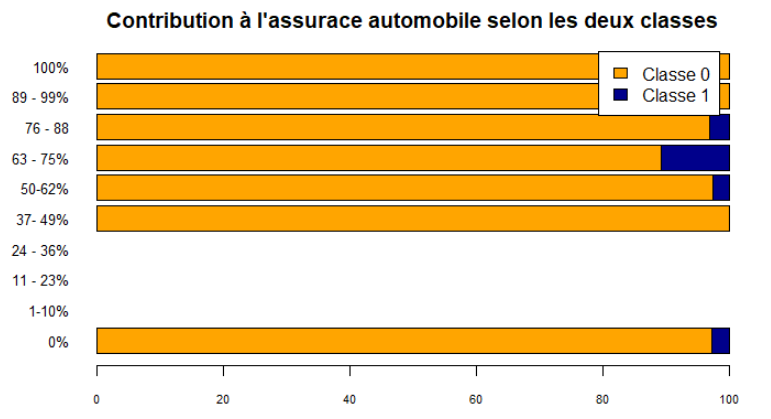 Contribution à l'assurace automobile selon les deux classes
100%
89 - 99%
76 - 88
63 - 75%
50-62%
37- 49%
24 - 36%
11 - 23%
1-10%
0%
Classe 0
Classe 1
0 20 40 60 80 100